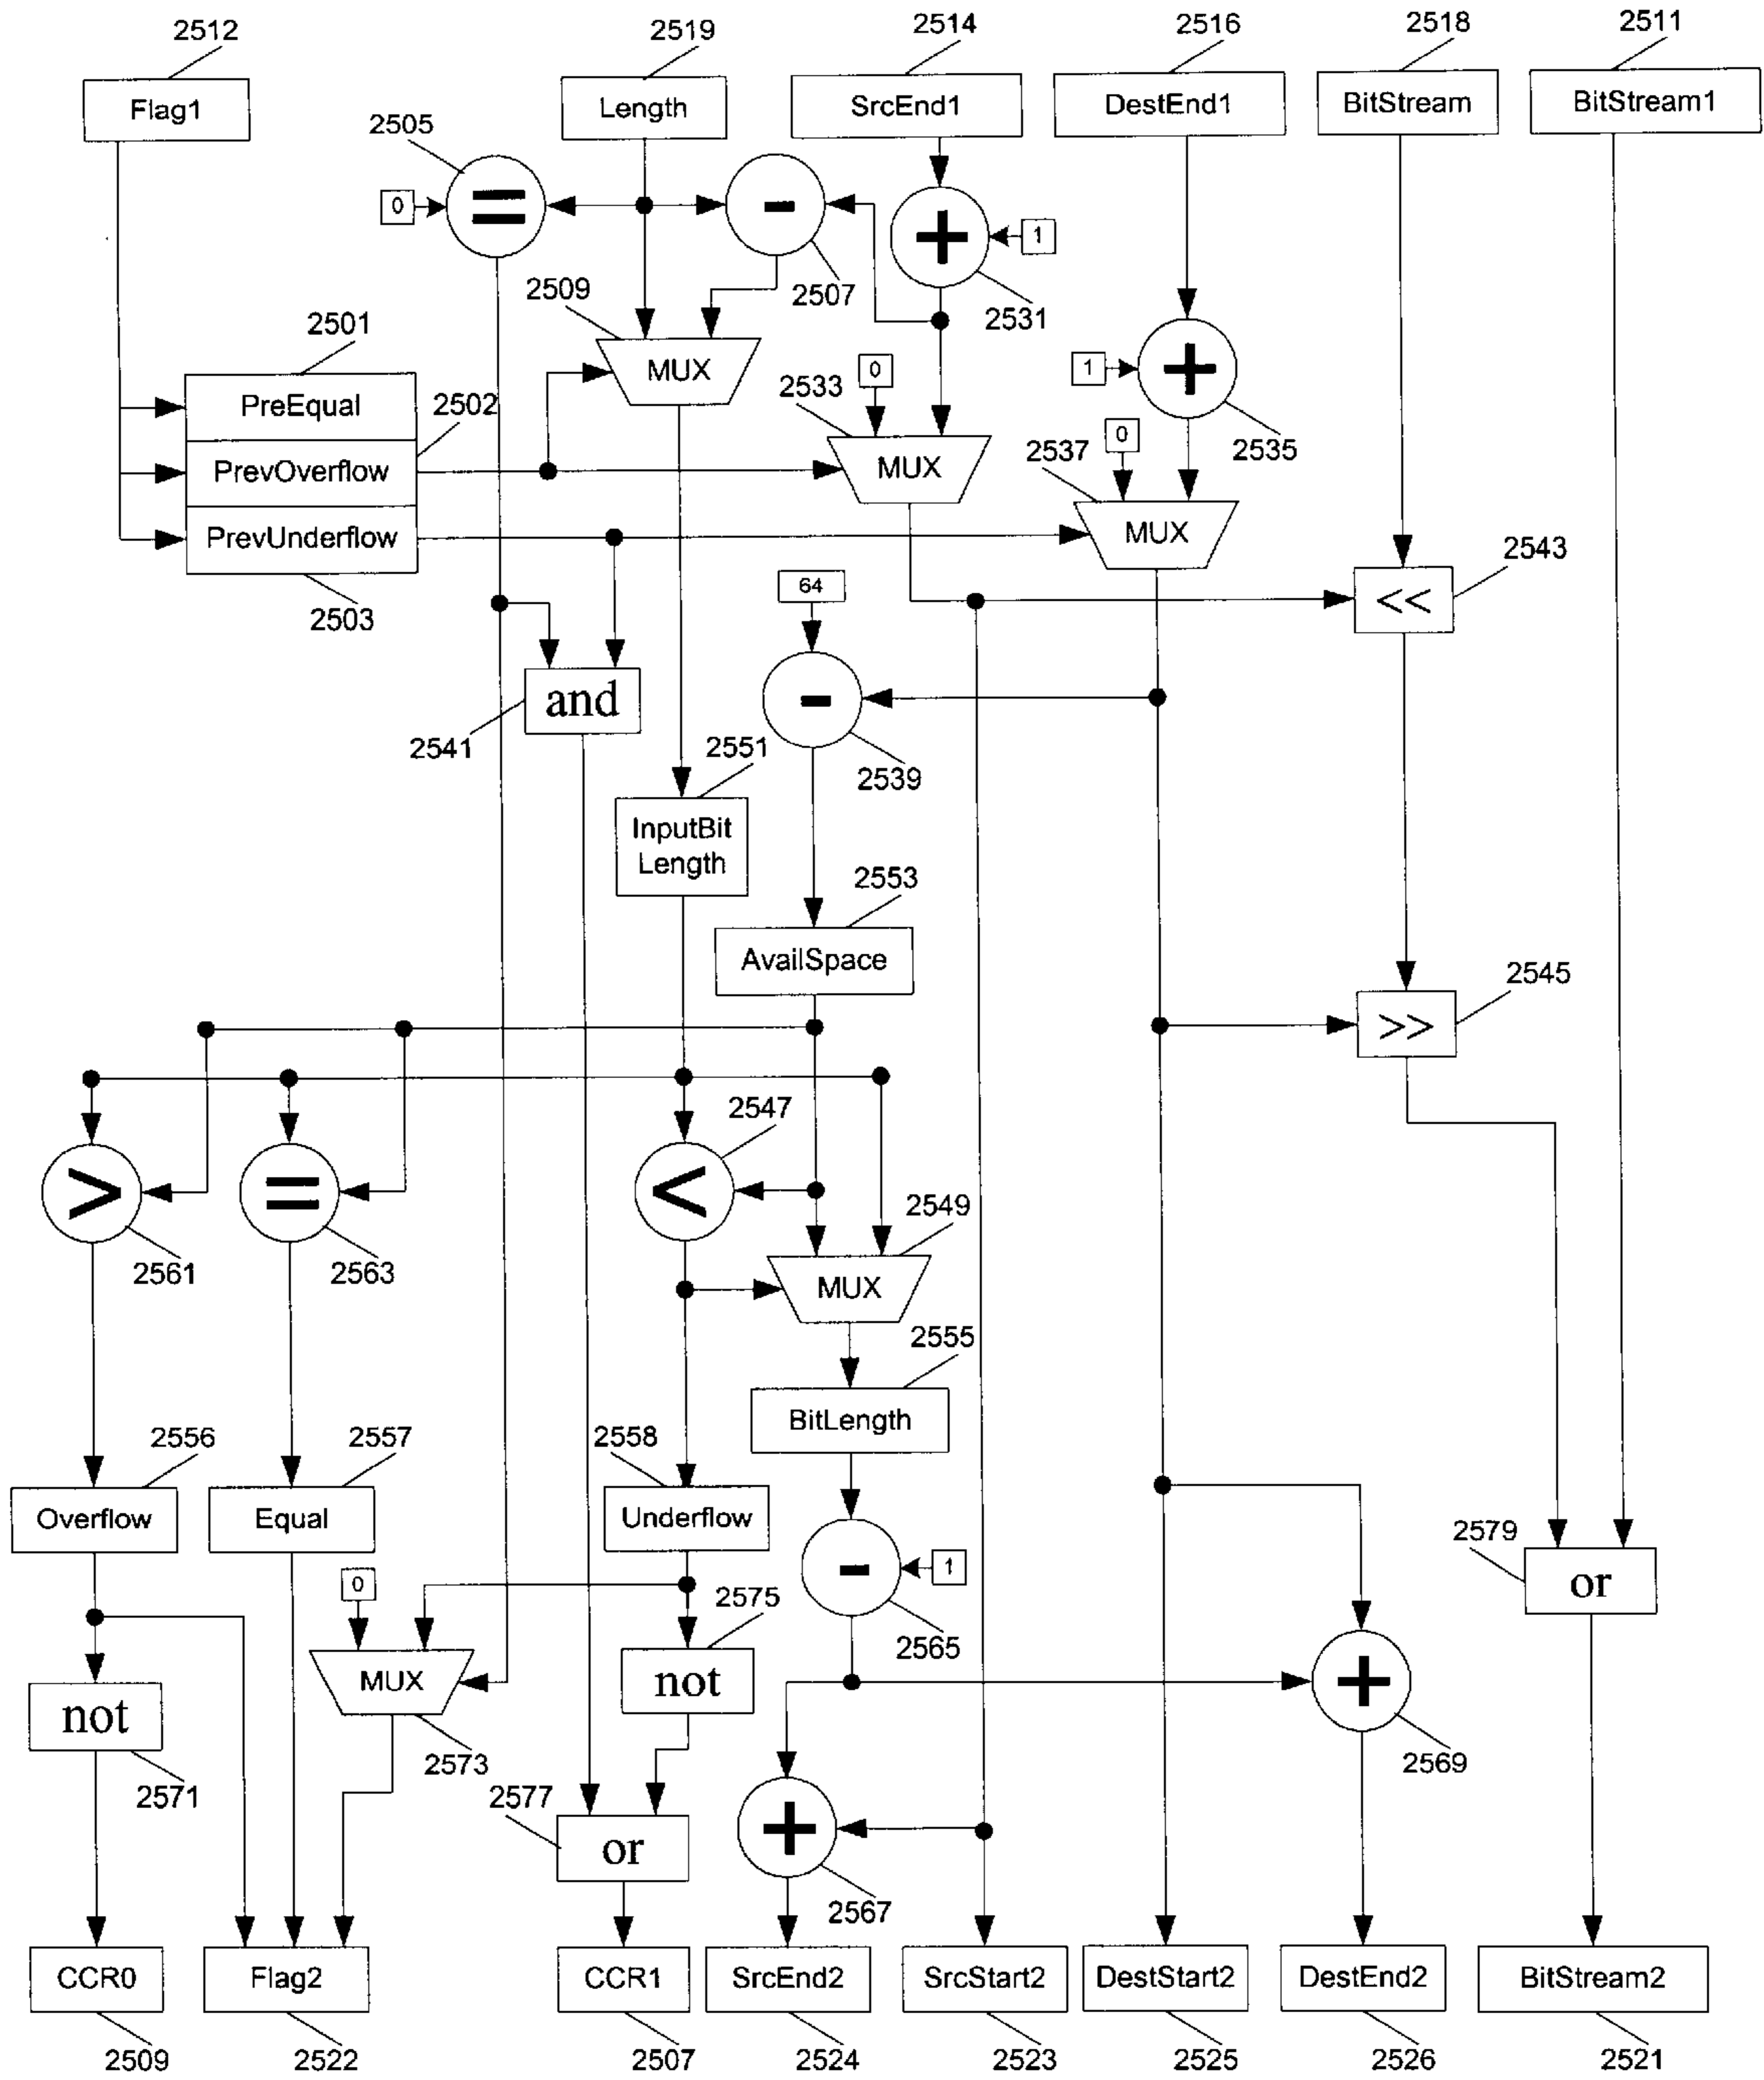 2512
2519
2514
2516
2518
2511
Flag1
Length
SrcEnd1
DestEnd1
BitStream
BitStream1
2505
0
=
-
+
1
2507
2531
2509
MUX
2501
PreEqual
2502
PrevOverflow
PrevUnderflow
2503
0
2533
MUX
1
+
2535
0
2537
MUX
2543
<<
64
-
2539
and
2541
2551
InputBit
Length
2553
AvailSpace
2545
>>
2547
>
=
<
2549
2561
2563
MUX
2555
BitLength
2556
2557
2558
Overflow
Equal
Underflow
-
1
2565
2579
or
0
2575
MUX
not
not
2573
2571
+
2569
2577
or
+
2567
CCR0
Flag2
CCR1
SrcEnd2
SrcStart2
DestStart2
DestEnd2
BitStream2
2509
2522
2507
2524
2523
2525
2526
2521